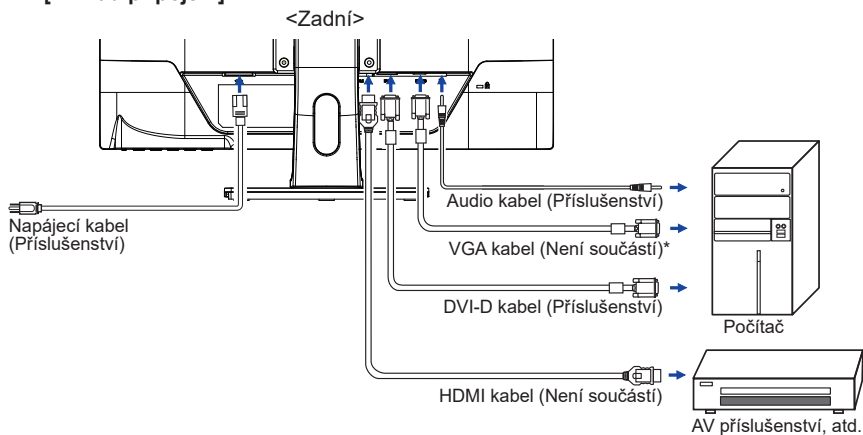 <Zadní>
Audio kabel (Příslušenství)
Napájecí kabel
(Příslušenství)
VGA kabel (Není součástí)*
DVI-D kabel (Příslušenství)
Počítač
HDMI kabel (Není součástí)
AV příslušenství, atd.